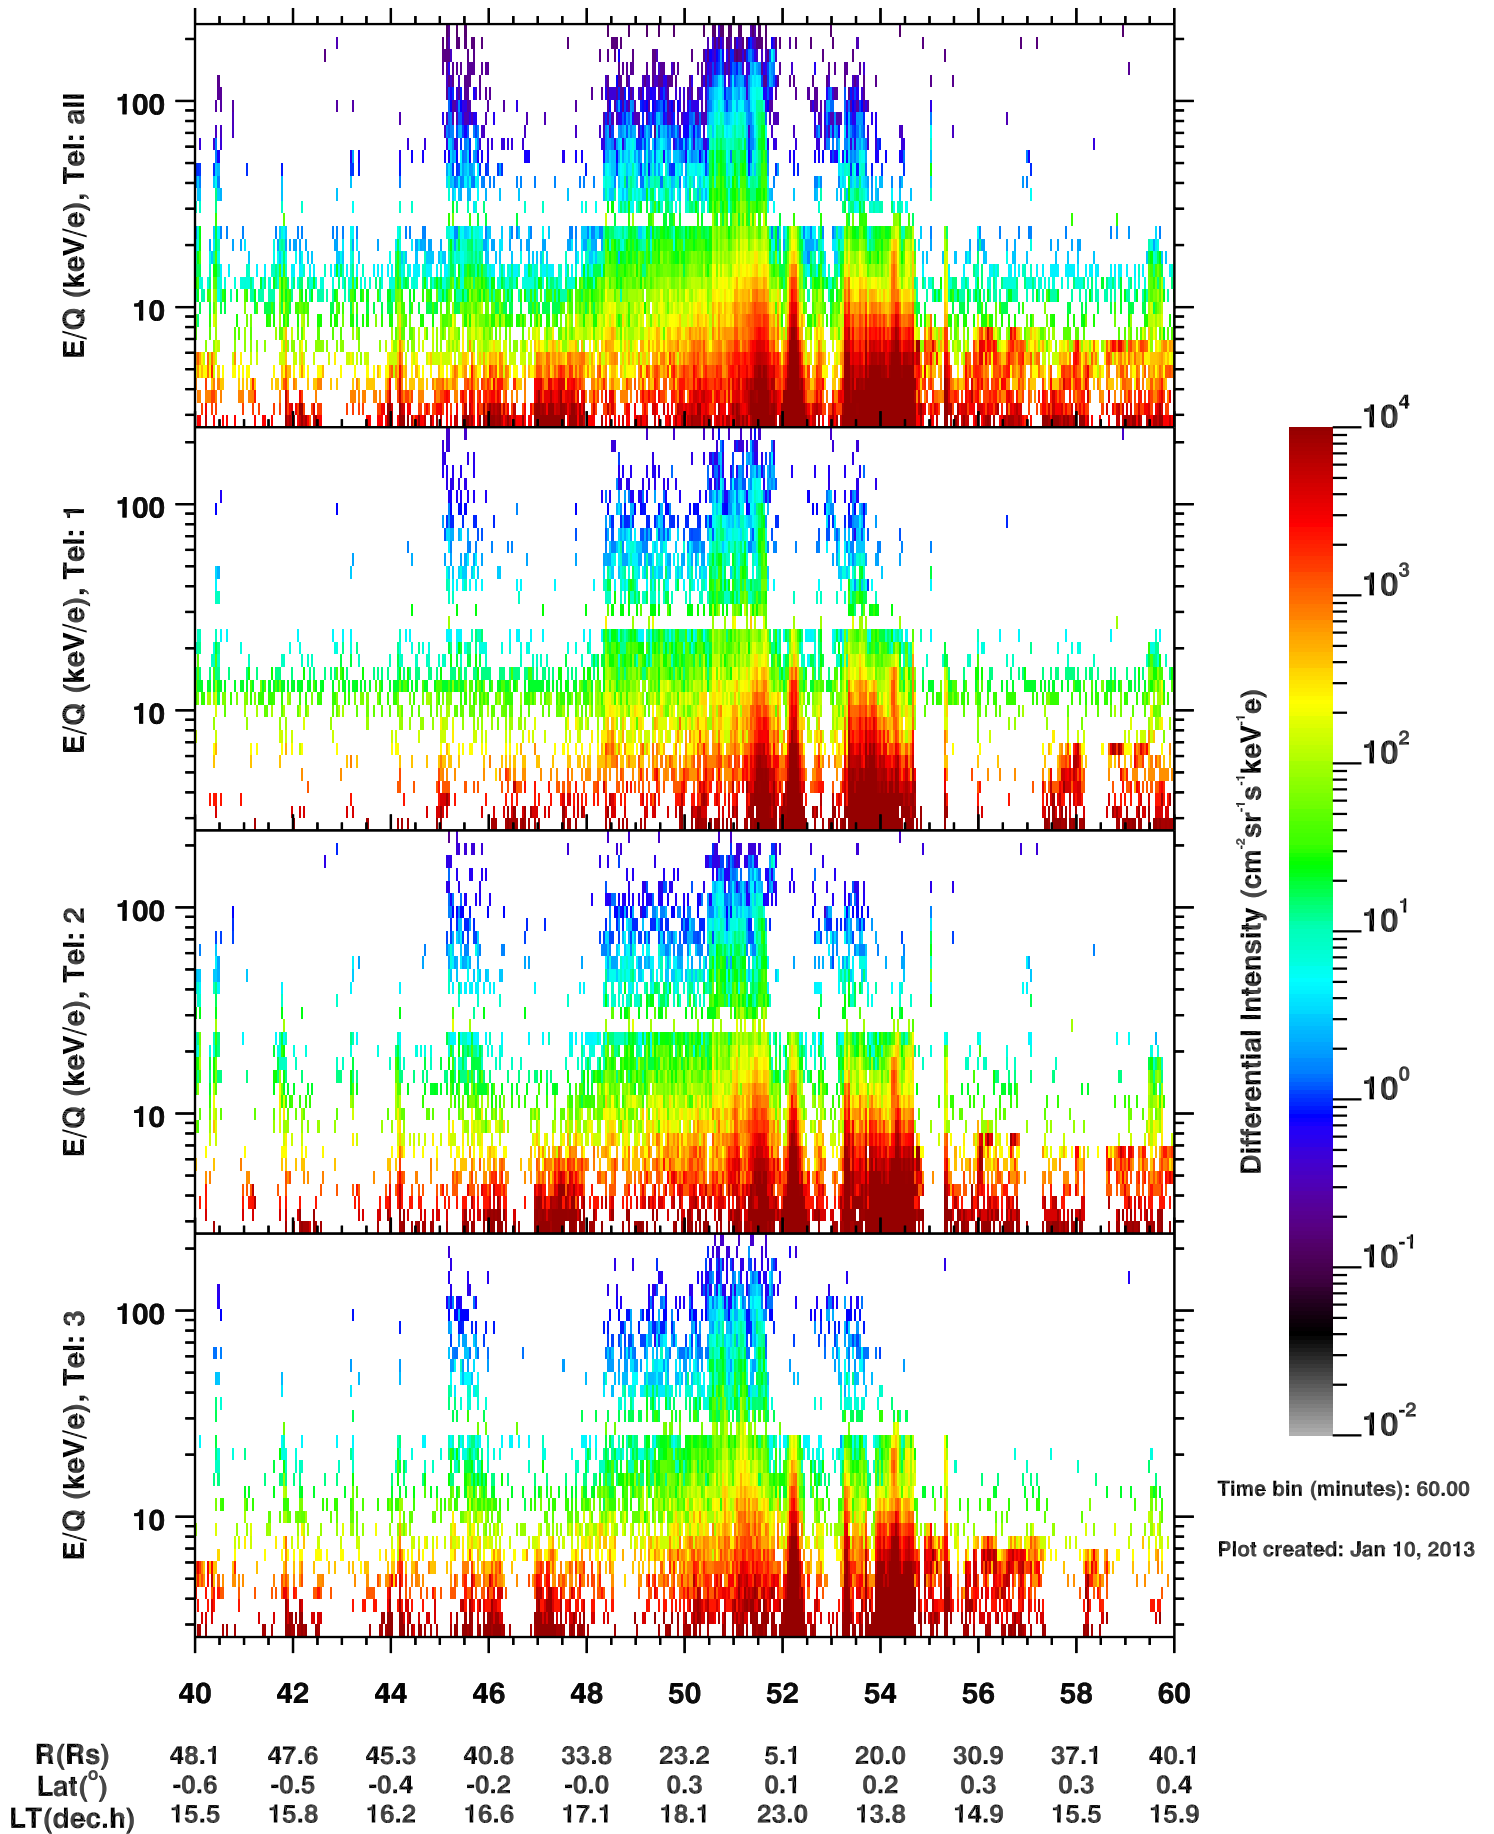 E/Q (keV/e), Tel: all
100
10
E/Q (keV/e), Tel: 1
100
10
E/Q (keV/e), Tel: 2
100
10
E/Q (keV/e), Tel: 3
100
10
40 42 44 46 48 50 52 54 56 58 60
R(Rs) 48.1 47.6 45.3 40.8 33.8 23.2 5.1 20.0 30.9 37.1 40.1
Lat(°) -0.6 -0.5 -0.4 -0.2 -0.0 0.3 0.1 0.2 0.3 0.3 0.4
LT(dec.h) 15.5 15.8 16.2 16.6 17.1 18.1 23.0 13.8 14.9 15.5 15.9
Differential Intensity (cm⁻²sr⁻¹s⁻¹keV⁻¹e)
10⁴
10³
10²
10¹
10⁰
10⁻¹
10⁻²
Time bin (minutes): 60.00
Plot created: Jan 10, 2013